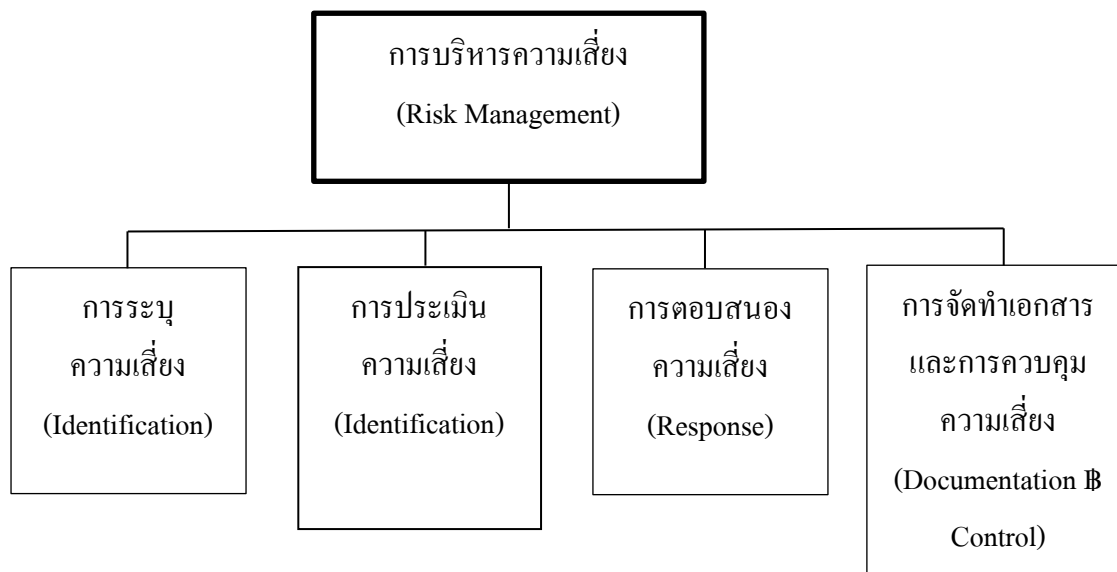 การบริหารความเสี่ยง
(Risk Management)
การระบุ
ความเสี่ยง
(Identification)
การประเมิน
ความเสี่ยง
(Identification)
การตอบสนอง
ความเสี่ยง
(Response)
การจัดทำเอกสาร
และการควบคุม
ความเสี่ยง
(Documentation ฿
Control)